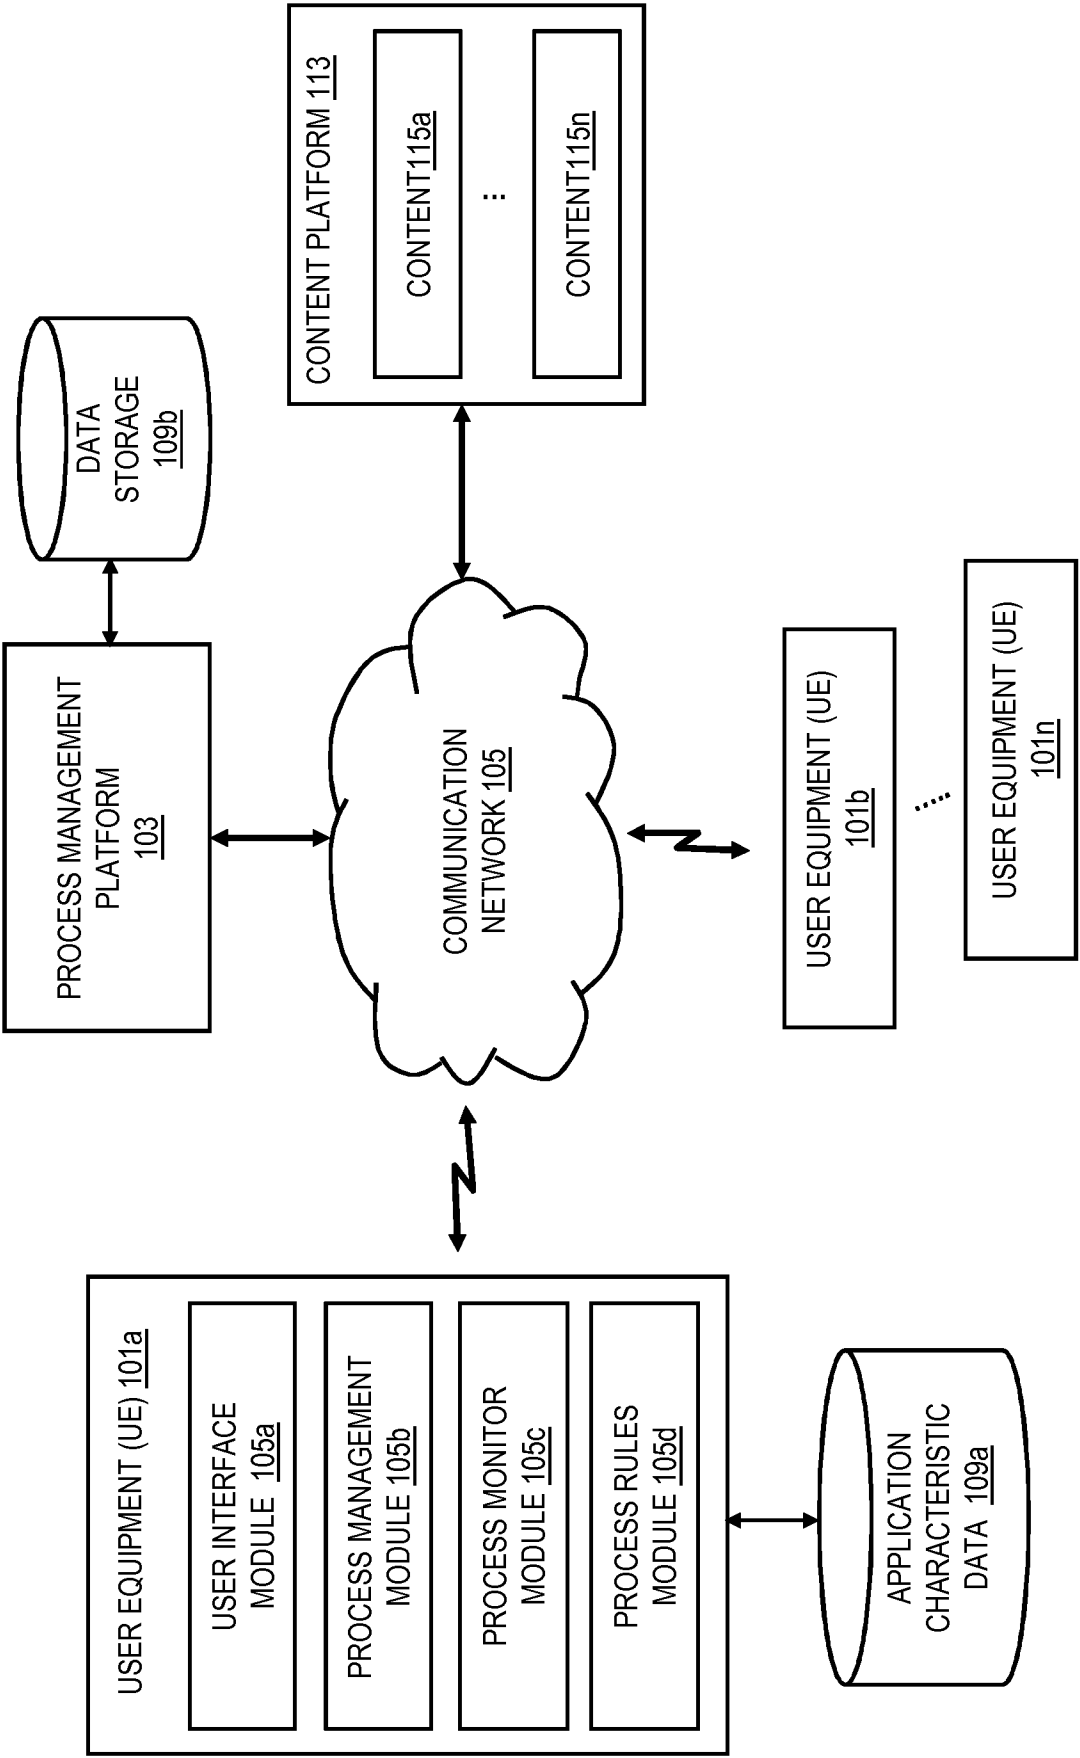 PROCESS MANAGEMENT
PLATFORM
103
DATA
STORAGE
109b
USER EQUIPMENT (UE) 101a
USER INTERFACE
MODULE 105a
PROCESS MANAGEMENT
MODULE 105b
PROCESS MONITOR
MODULE 105c
PROCESS RULES
MODULE 105d
COMMUNICATION
NETWORK 105
CONTENT PLATFORM 113
CONTENT115a
...
CONTENT115n
APPLICATION
CHARACTERISTIC
DATA 109a
USER EQUIPMENT (UE)
101b
......
USER EQUIPMENT (UE)
101n